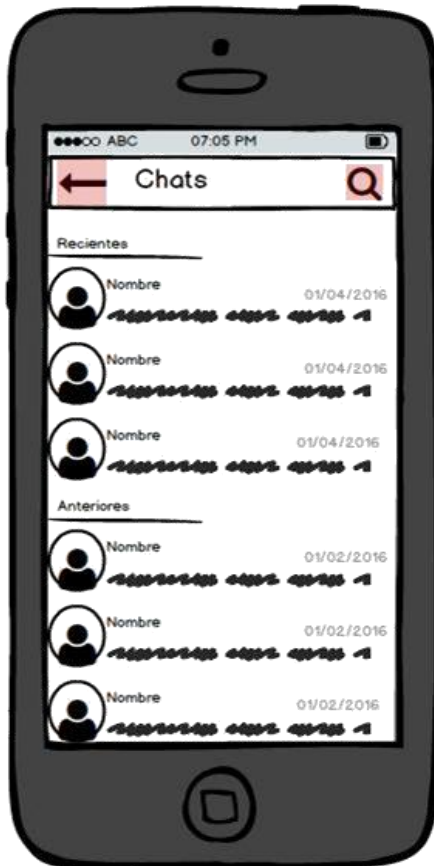 ABC 07:05 PM
Chats
Recientes
Nombre
01/04/2016
Nombre
01/04/2016
Nombre
01/04/2016
Anteriores
Nombre
01/02/2016
Nombre
01/02/2016
Nombre
01/02/2016